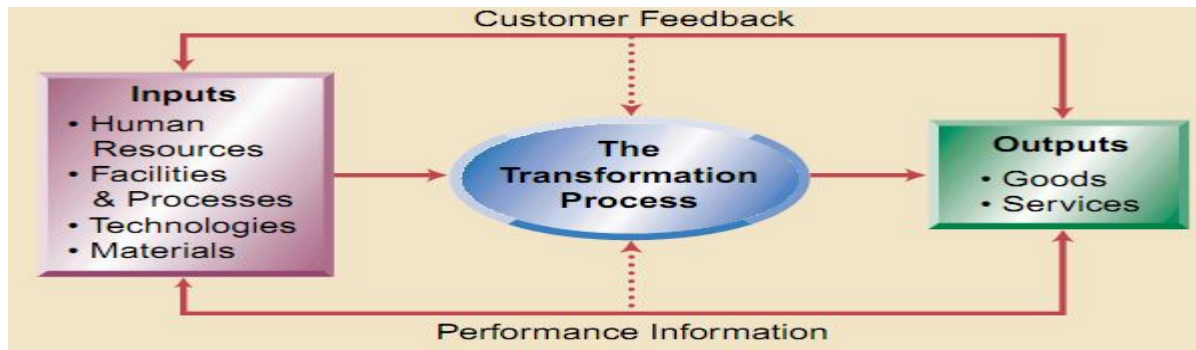 Customer Feedback
Inputs
• Human
Resources
• Facilities
& Processes
• Technologies
• Materials
The
Transformation
Process
Outputs
• Goods
• Services
Performance Information